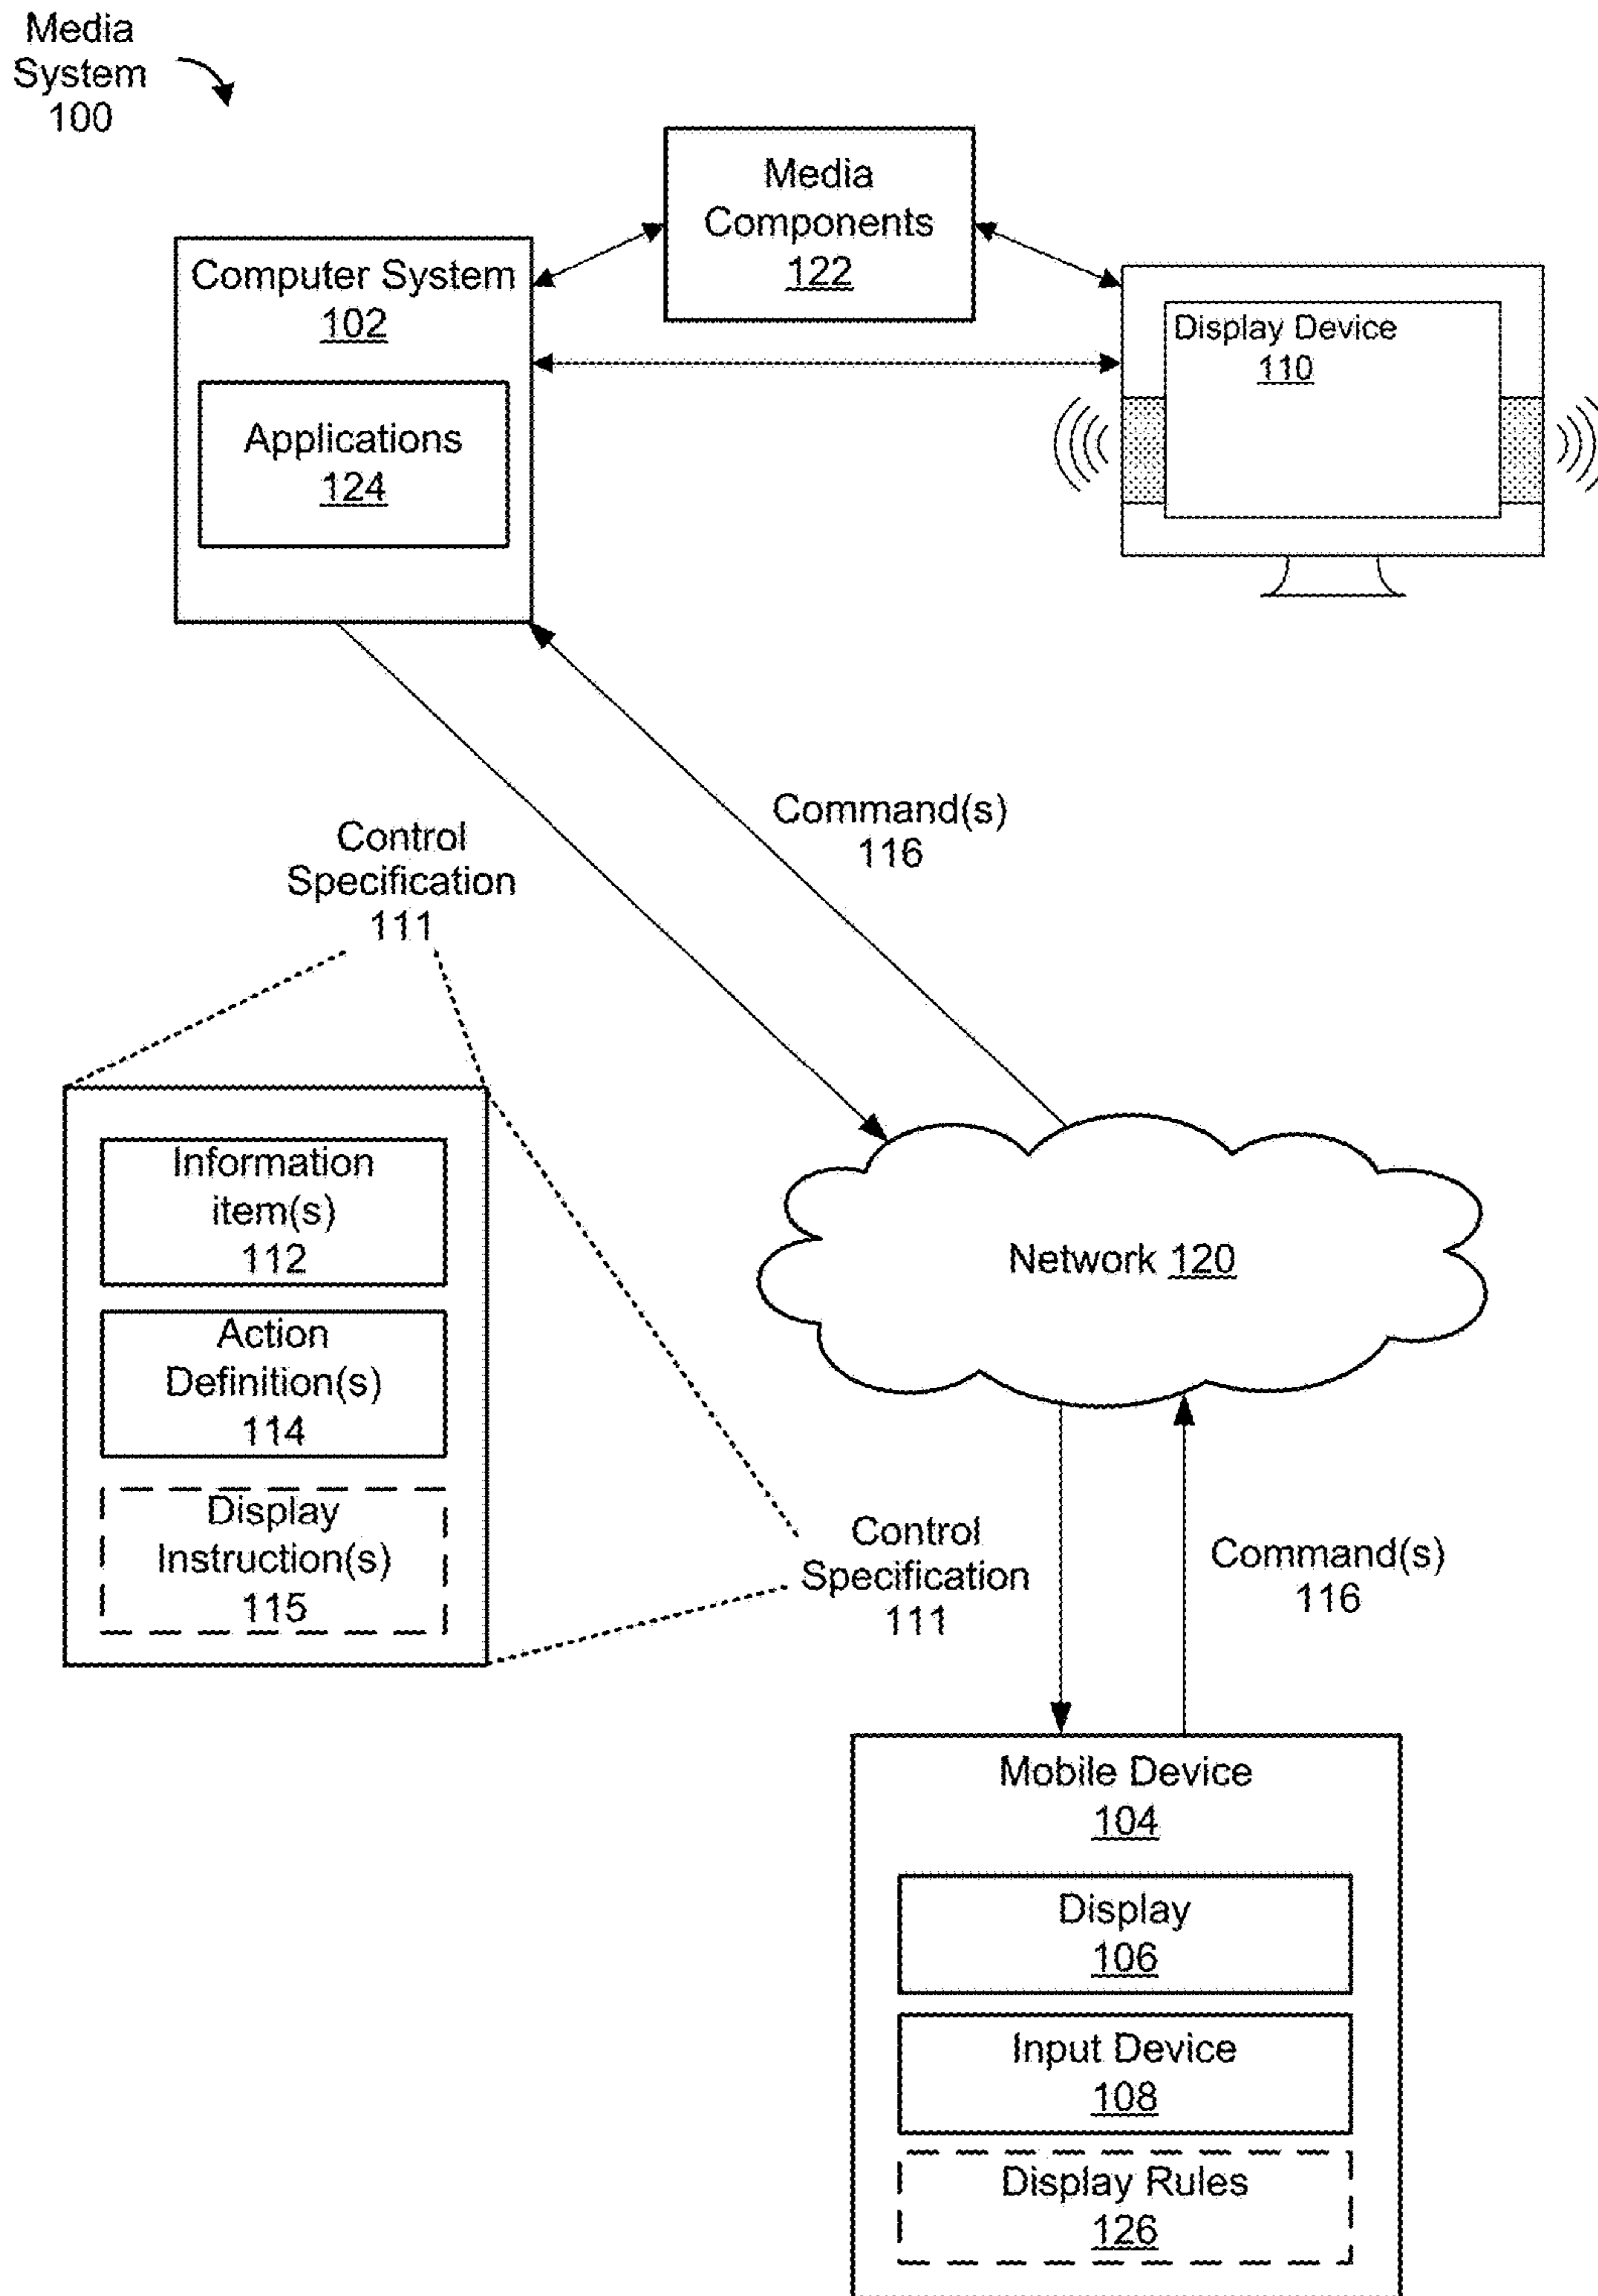 Media
System
100
Media
Components
122
Computer System
102
Applications
124
Display Device
110
Command(s)
116
Control
Specification
111
Information
item(s)
112
Action
Definition(s)
114
Display
Instruction(s)
115
Network 120
Control
Specification
111
Command(s)
116
Mobile Device
104
Display
106
Input Device
108
Display Rules
126